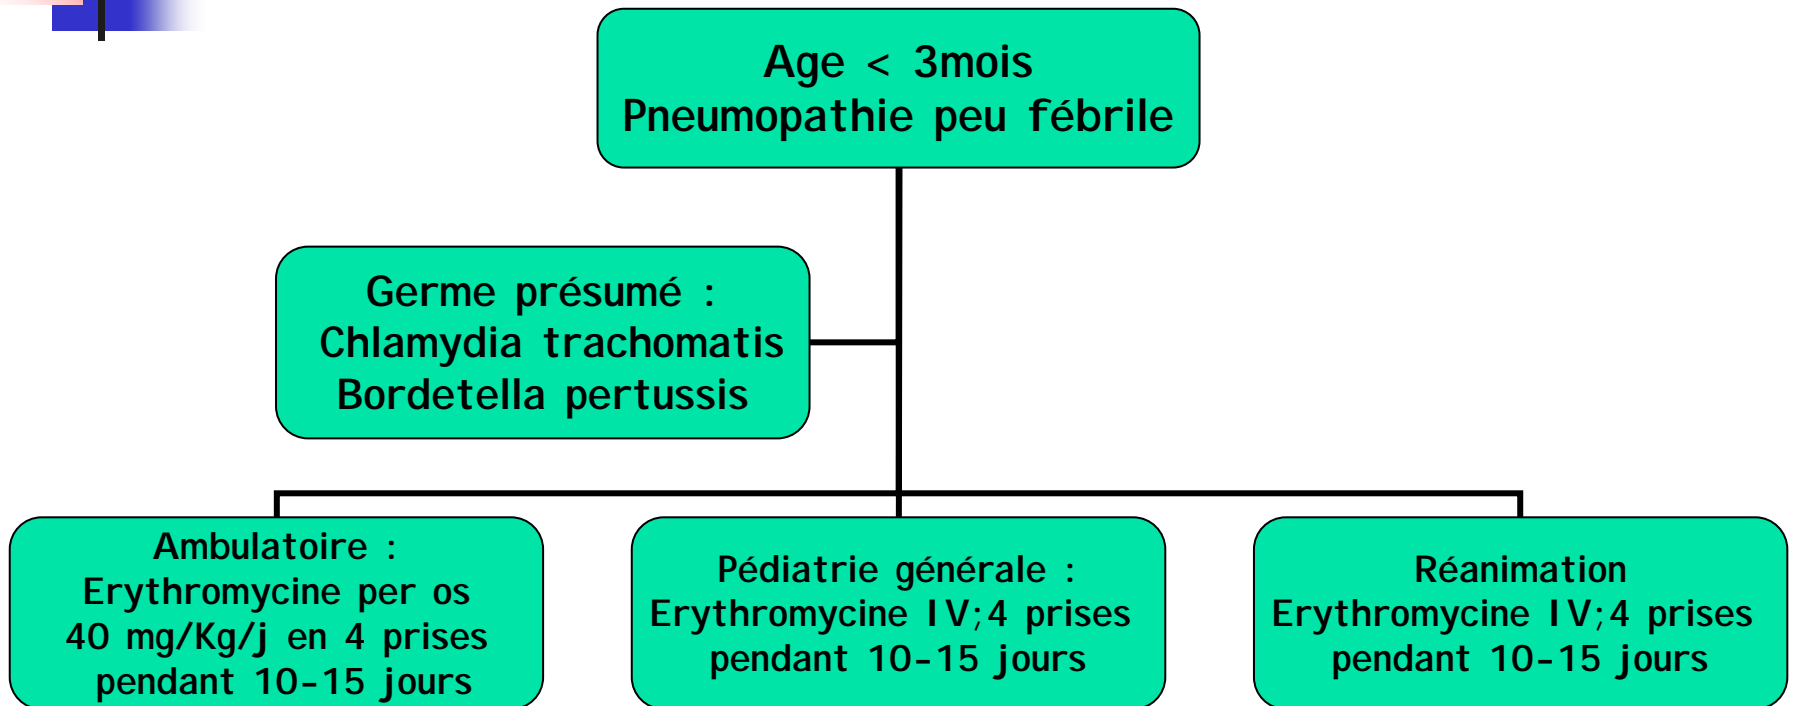 Age < 3mois
Pneumopathie peu fébrile
Germe présumé :
Chlamydia trachomatis
Bordetella pertussis
Ambulatoire :
Erythromycine per os
40 mg/Kg/j en 4 prises
pendant 10-15 jours
Pédiatrie générale :
Erythromycine IV;4 prises
pendant 10-15 jours
Réanimation
Erythromycine IV;4 prises
pendant 10-15 jours